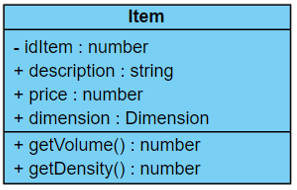 Item
- idItem : number
+ description : string
+ price : number
+ dimension : Dimension
+ getVolume() : number
+ getDensity() : number